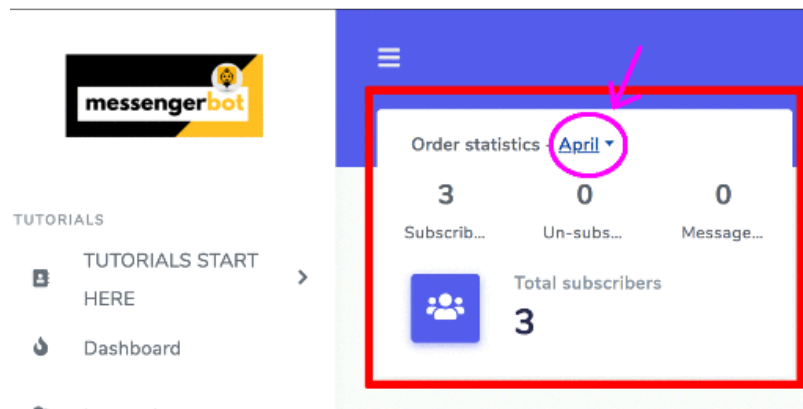 messengerbot
TUTORIALS
TUTORIALS START
HERE
Dashboard
Order statistics - April
3
0
0
Subscrib...
Un-subs...
Message...
Total subscribers
3